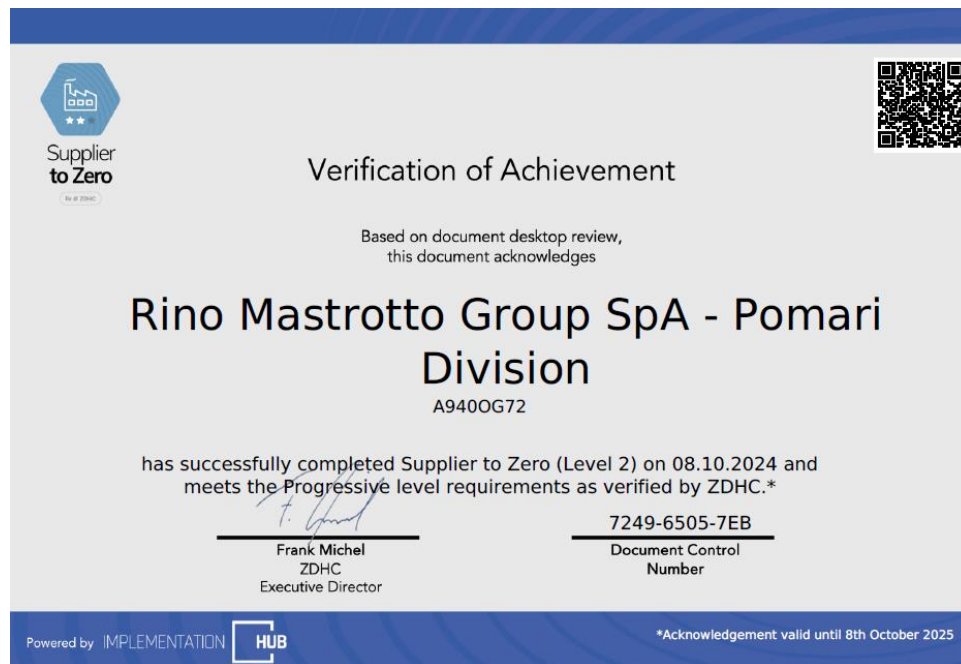 Supplier
to Zero
Verification of Achievement
Based on document desktop review,
this document acknowledges
Rino Mastrotto Group SpA - Pomari
Division
A940OG72
has successfully completed Supplier to Zero (Level 2) on 08.10.2024 and
meets the Progressive level requirements as verified by ZDHC.*
7249-6505-7EB
Frank Michel
ZDHC
Executive Director
Document Control
Number
Powered by IMPLEMENTATION HUB
*Acknowledgement valid until 8th October 2025